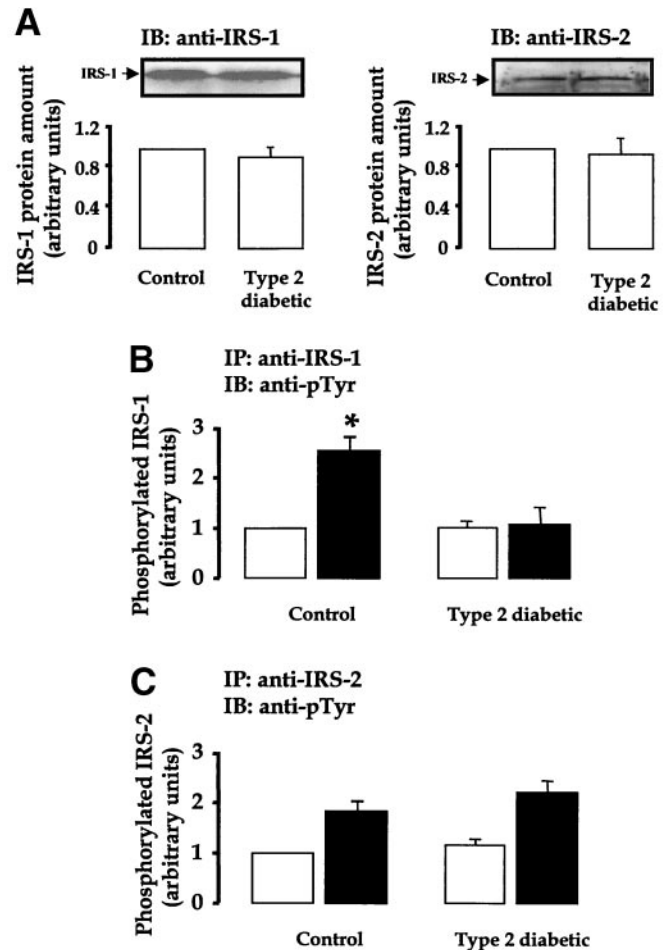 A
IB: anti-IRS-1
IRS-1
IRS-1 protein amount
(arbitrary units)
1.2
0.8
0.4
0
Control
Type 2
diabetic
IB: anti-IRS-2
IRS-2
IRS-2 protein amount
(arbitrary units)
1.2
0.8
0.4
0
Control
Type 2
diabetic
B
IP: anti-IRS-1
IB: anti-pTyr
Phosphorylated IRS-1
(arbitrary units)
3
2
1
0
*
Control
Type 2 diabetic
C
IP: anti-IRS-2
IB: anti-pTyr
Phosphorylated IRS-2
(arbitrary units)
3
2
1
0
Control
Type 2 diabetic